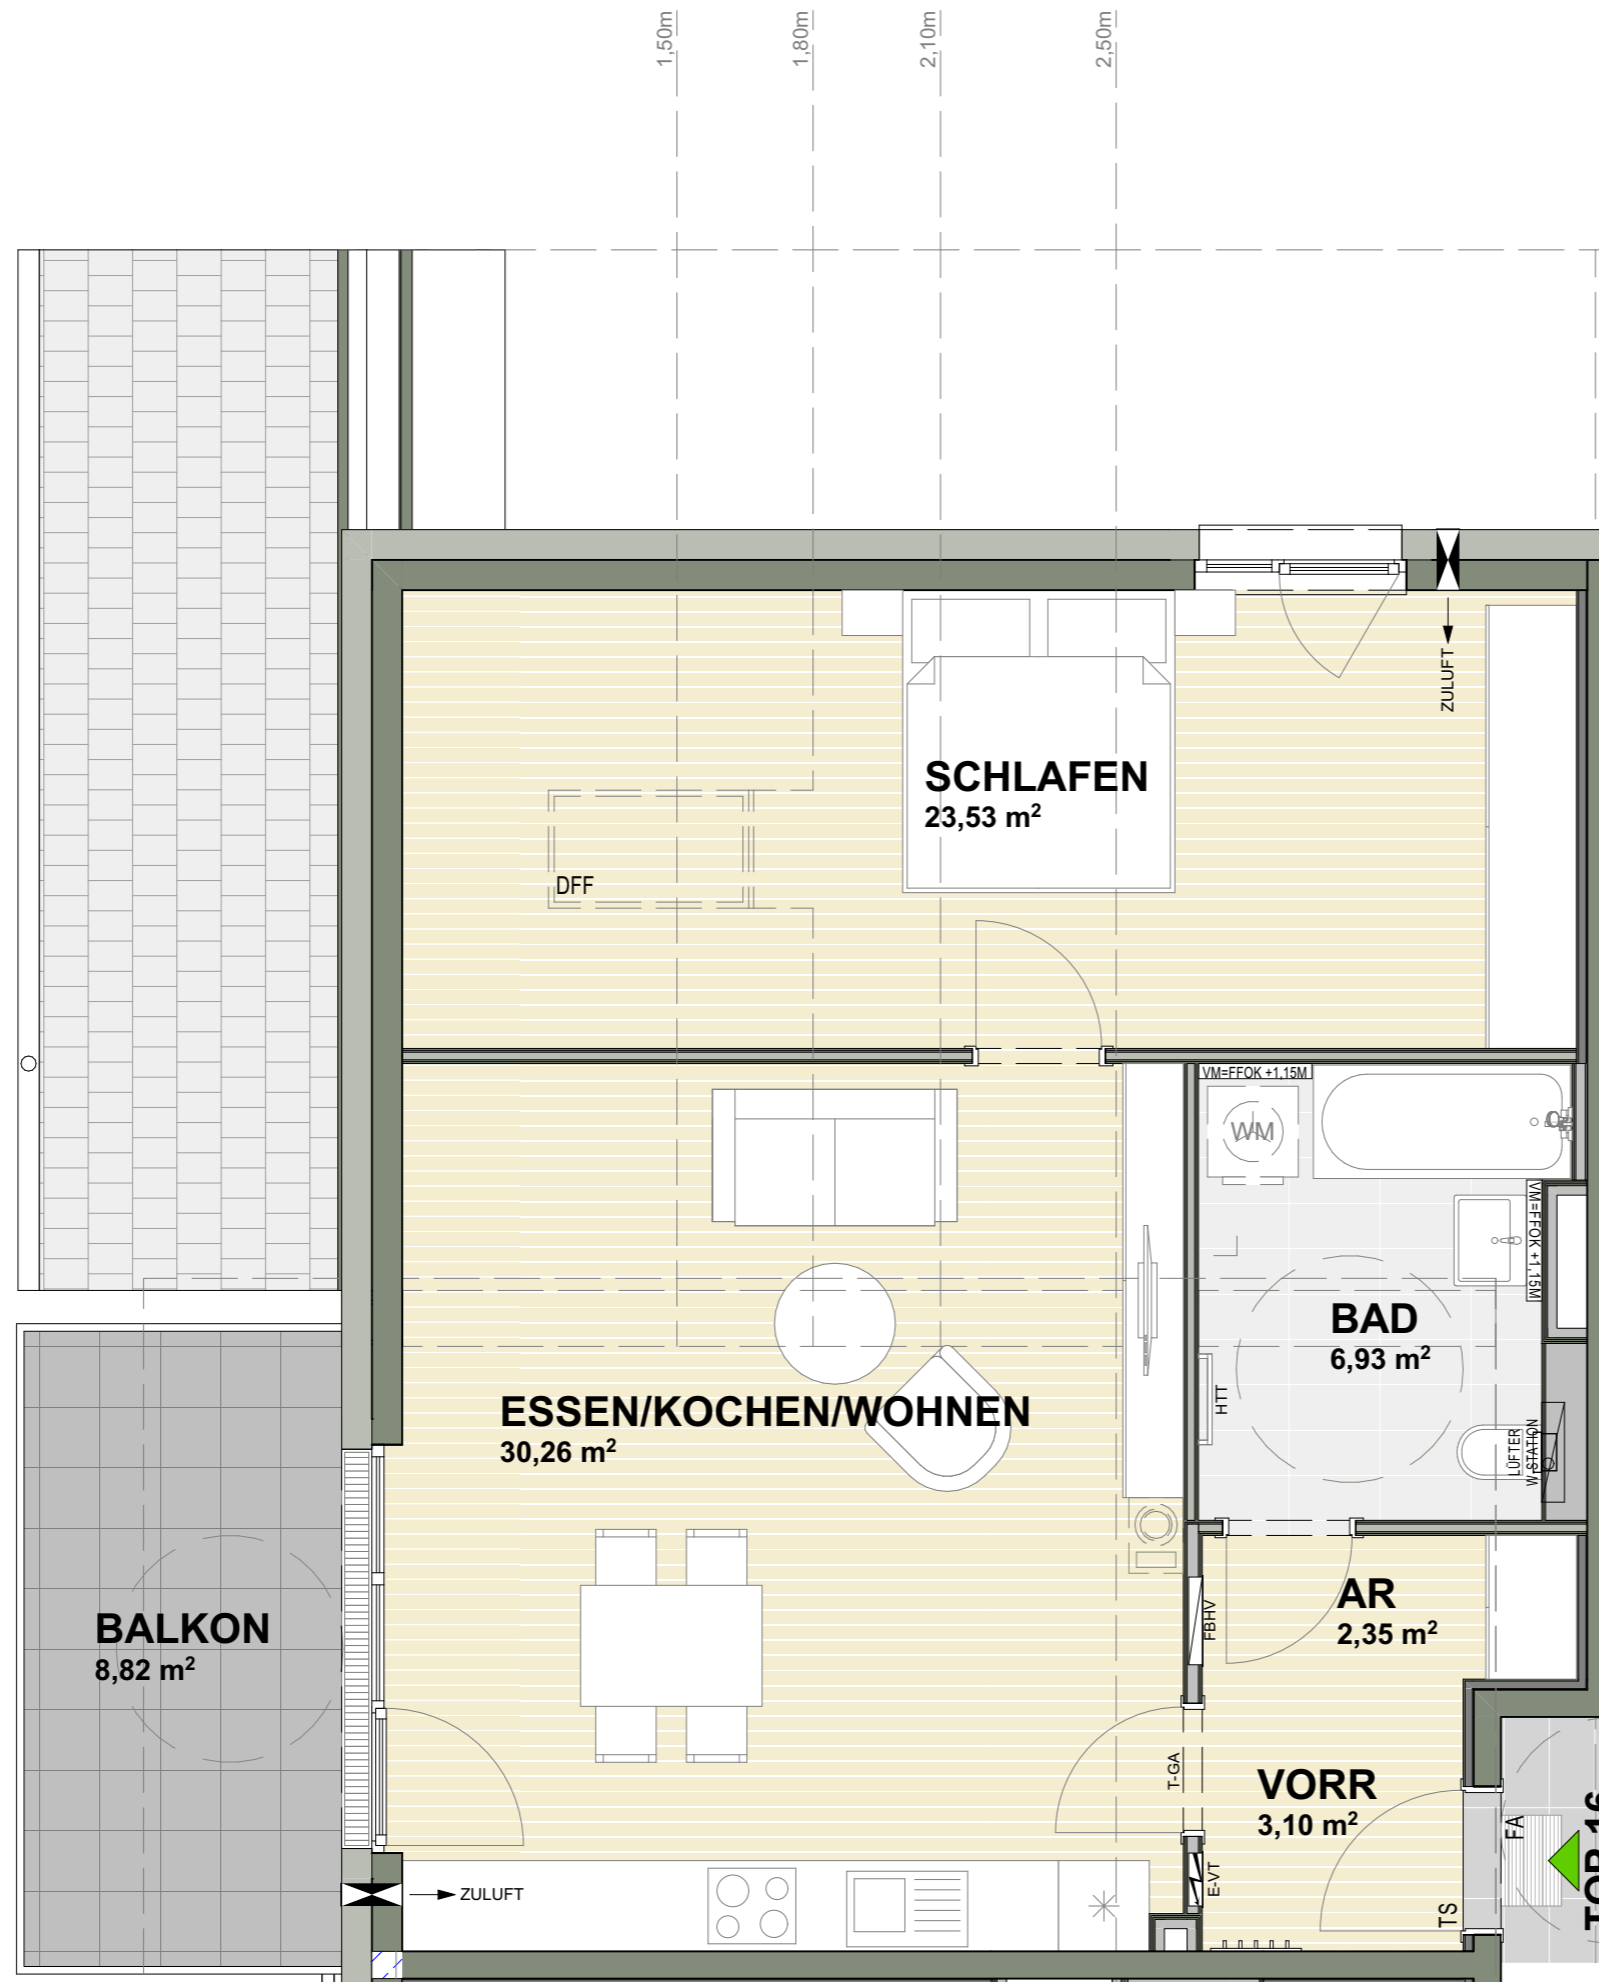 1,50m
1,80m
2,10m
2,50m
ZULUFT
SCHLAFEN
23,53 m²
DFF
VM=FFOK +1,15M
WM
VM=FFOK +1,15M
BAD
6,93 m²
HTT
LÜFTER
W.STATION
ESSEN/KOCHEN/WOHNEN
30,26 m²
BALKON
8,82 m²
AR
2,35 m²
FBHV
T-GA
VORR
3,10 m²
FA
TOP 16
E-VT
TS
ZULUFT